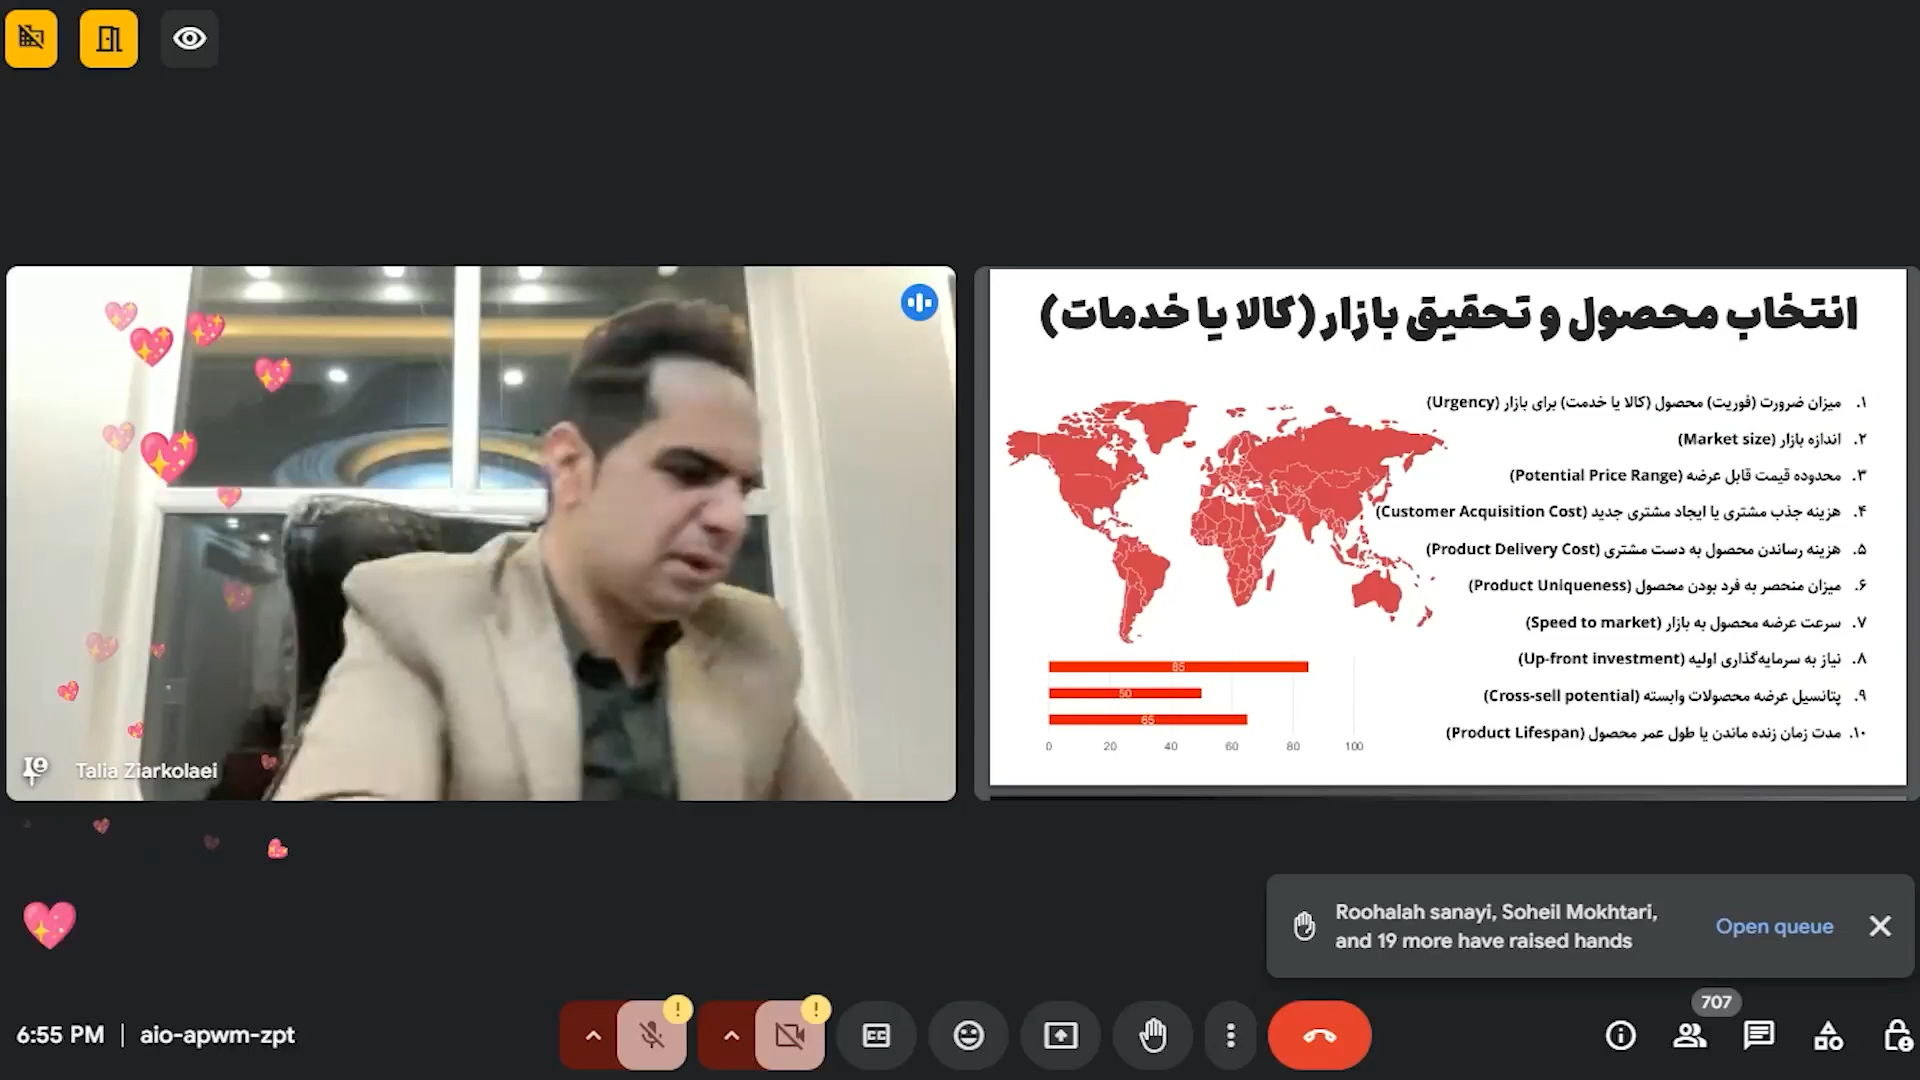 انتخاب محصول و تحقیق بازار (کالا یا خدمات)
۱. میزان ضرورت (فوریت) محصول (کالا یا خدمت) برای بازار (Urgency)
۲. اندازه بازار (Market size)
۳. محدوده قیمت قابل عرضه (Potential Price Range)
۴. هزینه جذب مشتری یا ایجاد مشتری جدید (Customer Acquisition Cost)
۵. هزینه رساندن محصول به دست مشتری (Product Delivery Cost)
۶. میزان منحصر به فرد بودن محصول (Product Uniqueness)
۷. سرعت عرضه محصول به بازار (Speed to market)
۸. نیاز به سرمایه‌گذاری اولیه (Up-front investment)
۹. پتانسیل عرضه محصولات وابسته (Cross-sell potential)
۱۰. مدت زمان زنده ماندن یا طول عمر محصول (Product Lifespan)
85
50
65
0 20 40 60 80 100
Talia Ziarkolaei
Roohalah sanayi, Soheil Mokhtari,
and 19 more have raised hands
Open queue
6:55 PM | aio-apwm-zpt
CC
707